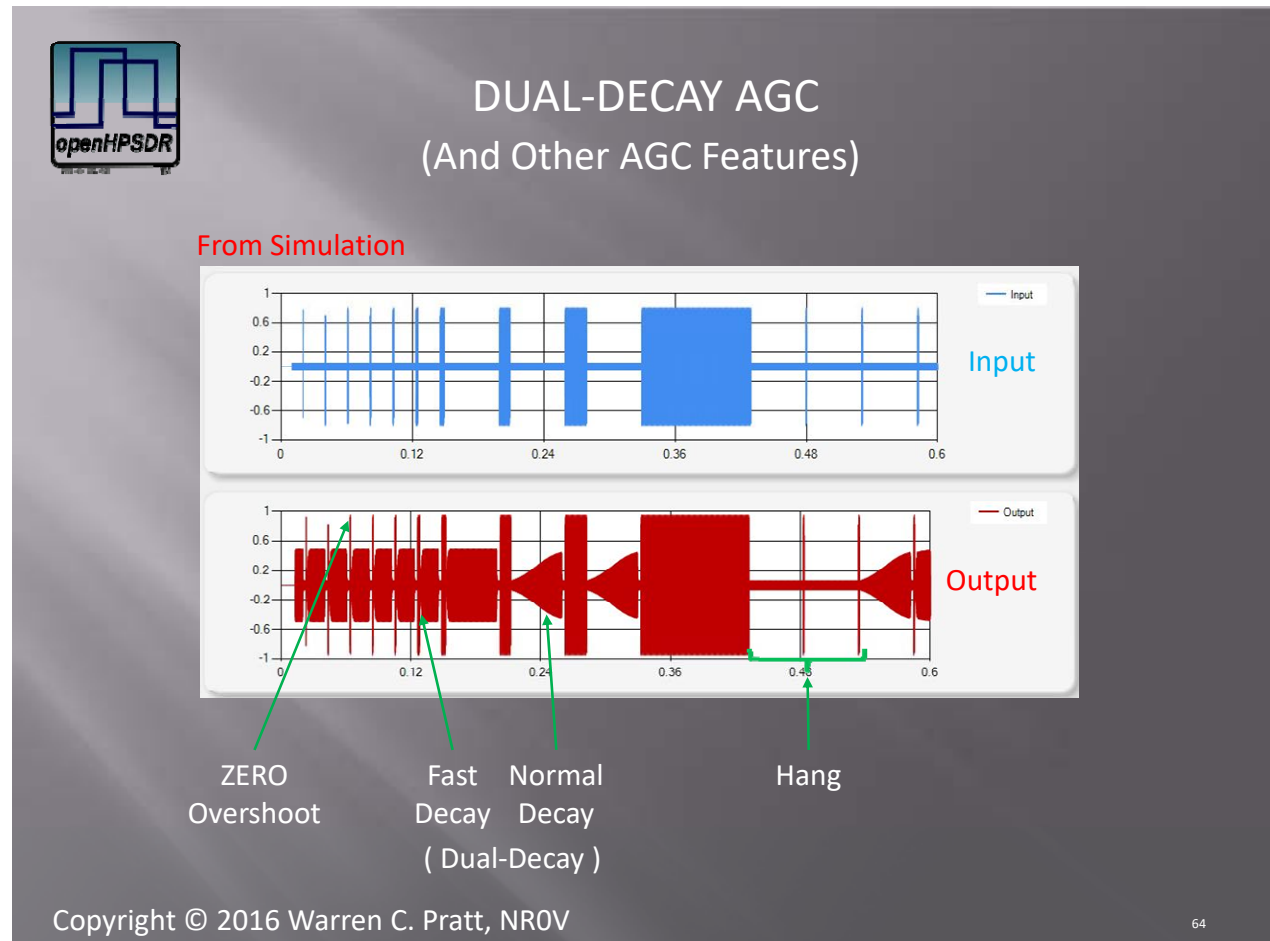 openHPSDR
DUAL-DECAY AGC
(And Other AGC Features)
From Simulation
1
0.6
0.2
-0.2
-0.6
-1
0 0.12 0.24 0.36 0.48 0.6
Input
Input
1
0.6
0.2
-0.2
-0.6
-1
0 0.12 0.24 0.36 0.48 0.6
Output
Output
ZERO
Overshoot
Fast
Decay
Normal
Decay
( Dual-Decay )
Hang
Copyright © 2016 Warren C. Pratt, NR0V
64